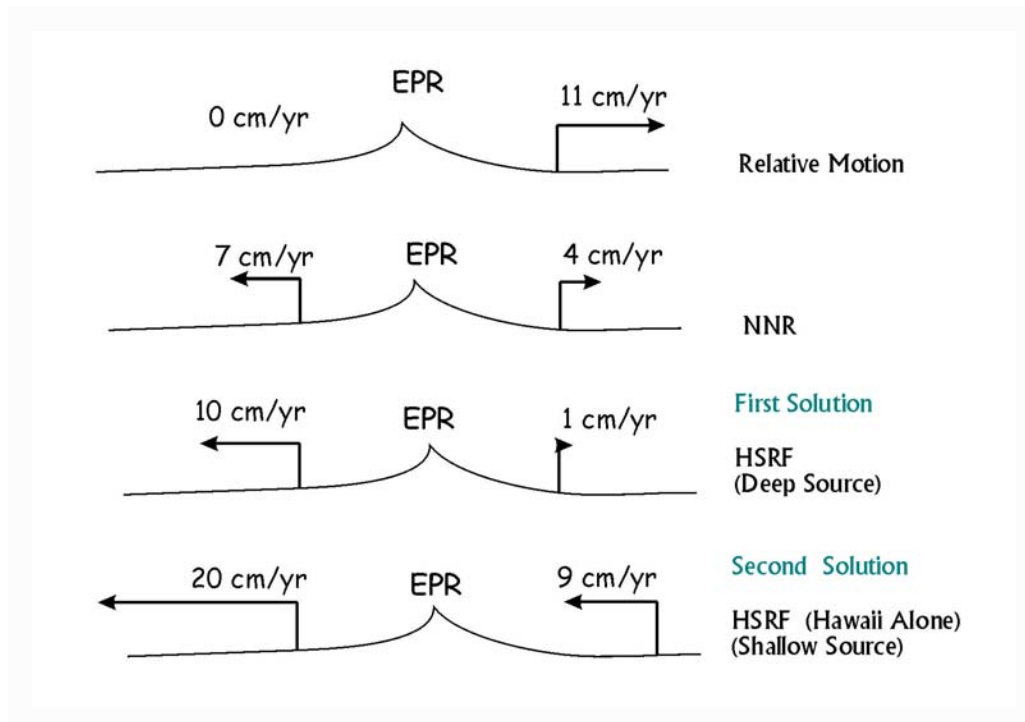 EPR
0 cm/yr
11 cm/yr
Relative Motion
7 cm/yr
EPR
4 cm/yr
NNR
First Solution
10 cm/yr
EPR
1 cm/yr
HSRF
(Deep Source)
Second Solution
20 cm/yr
EPR
9 cm/yr
HSRF (Hawaii Alone)
(Shallow Source)